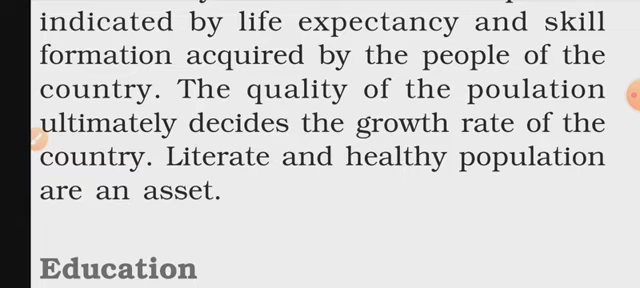 indicated by life expectancy and skill
formation acquired by the people of the
country. The quality of the poulation
ultimately decides the growth rate of the
country. Literate and healthy population
are an asset.
Education